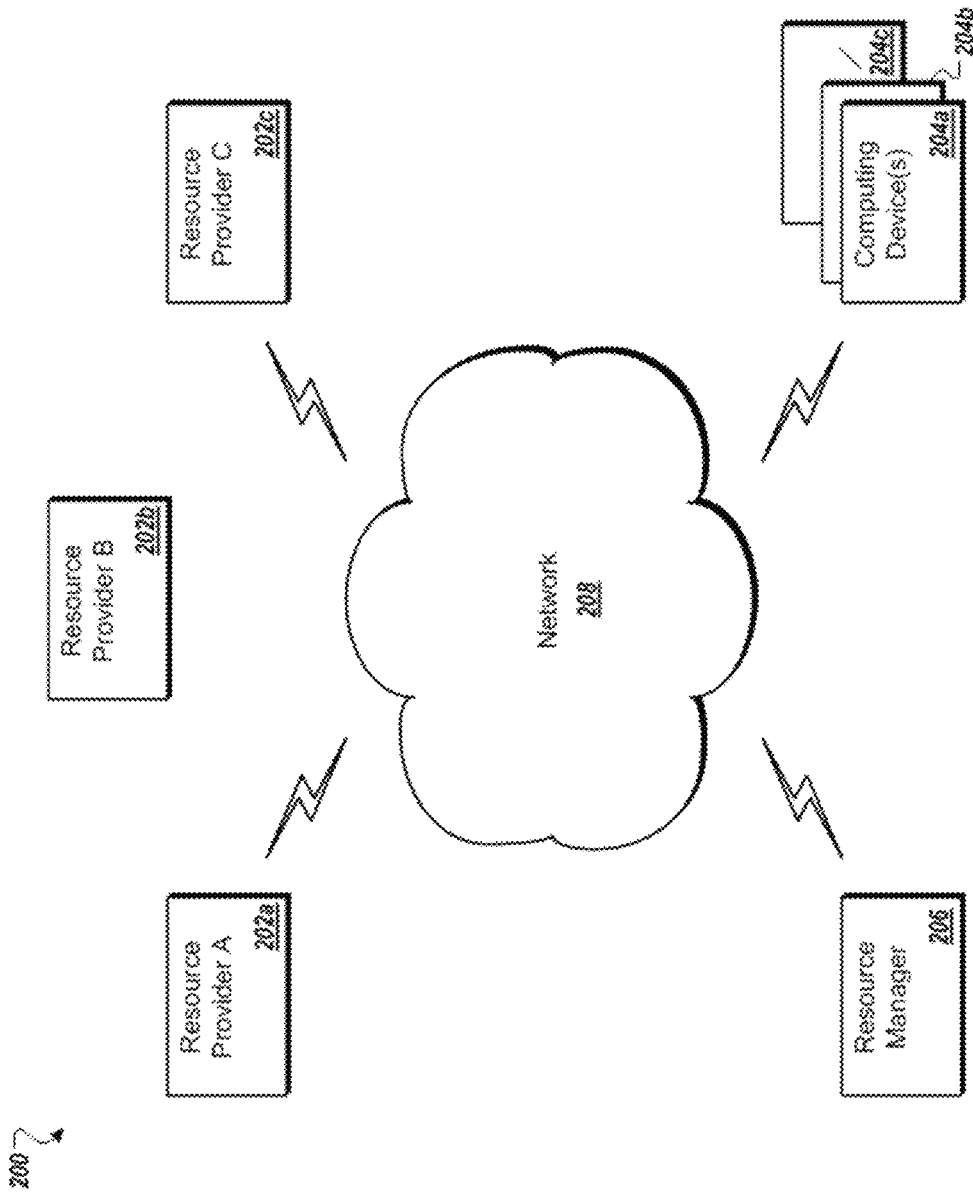 200
Resource
Provider A
202a
Resource
Provider B
202b
Resource
Provider C
202c
Network
208
Resource
Manager
206
Computing
Device(s)
204a
204b
204c